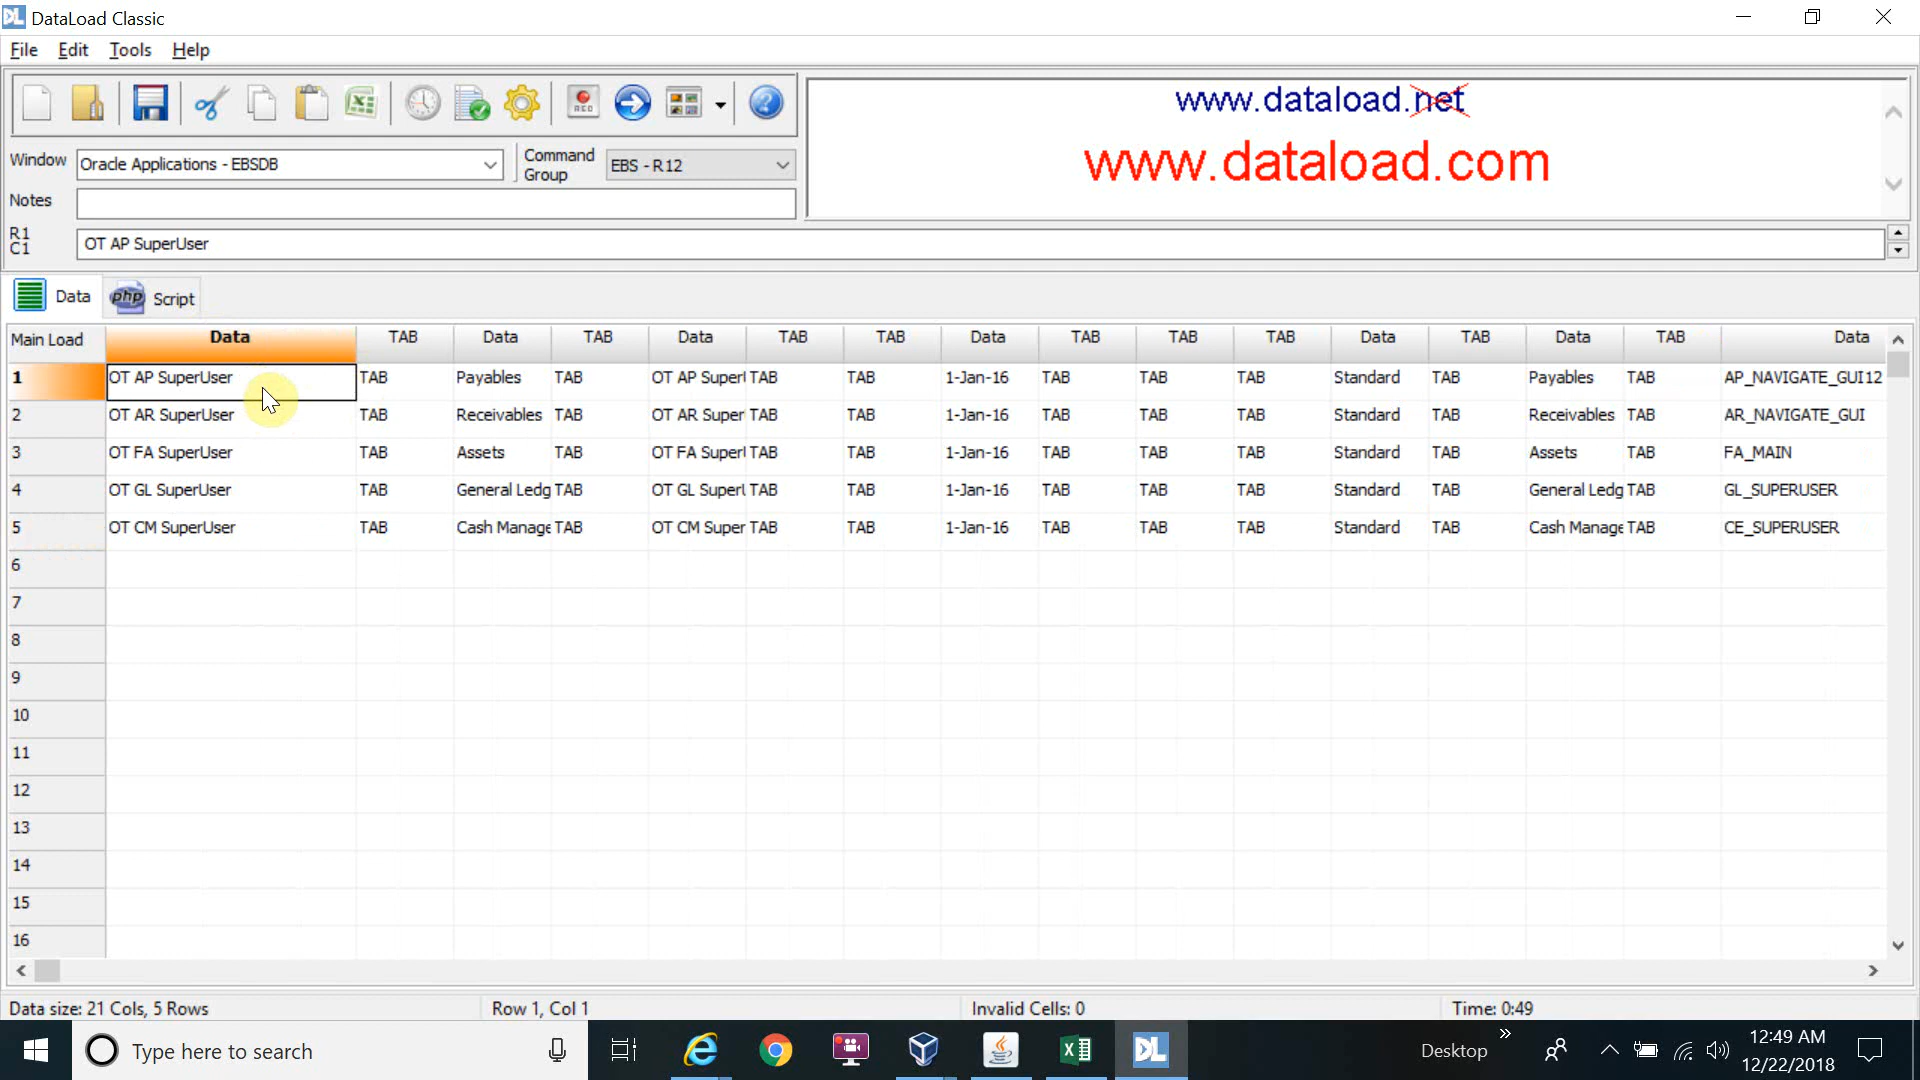 DL DataLoad Classic
File Edit Tools Help
www.dataload.net
www.dataload.com
REC
Window Oracle Applications - EBSDB Command Group EBS - R12
Notes
R1 C1 OT AP SuperUser
Data php Script
Main Load Data TAB Data TAB Data TAB TAB Data TAB TAB TAB Data TAB Data TAB Data
1 OT AP SuperUser TAB Payables TAB OT AP SuperU TAB TAB 1-Jan-16 TAB TAB TAB Standard TAB Payables TAB AP_NAVIGATE_GUI12
2 OT AR SuperUser TAB Receivables TAB OT AR Super TAB TAB 1-Jan-16 TAB TAB TAB Standard TAB Receivables TAB AR_NAVIGATE_GUI
3 OT FA SuperUser TAB Assets TAB OT FA SuperU TAB TAB 1-Jan-16 TAB TAB TAB Standard TAB Assets TAB FA_MAIN
4 OT GL SuperUser TAB General Ledg TAB OT GL SuperU TAB TAB 1-Jan-16 TAB TAB TAB Standard TAB General Ledg TAB GL_SUPERUSER
5 OT CM SuperUser TAB Cash Manage TAB OT CM Super TAB TAB 1-Jan-16 TAB TAB TAB Standard TAB Cash Manage TAB CE_SUPERUSER
6
7
8
9
10
11
12
13
14
15
16
Data size: 21 Cols, 5 Rows Row 1, Col 1 Invalid Cells: 0 Time: 0:49
Type here to search DL Desktop 12:49 AM
12/22/2018